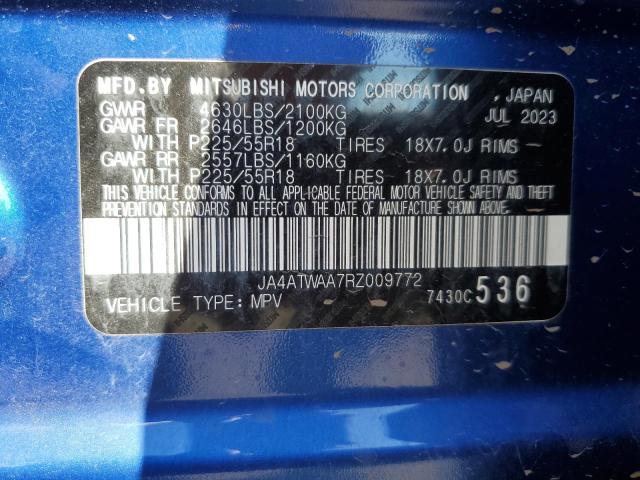 MFD.BY MITSUBISHI MOTORS CORPORATION , JAPAN
GVWR 4630LBS/2100KG JUL 2023
GAWR FR 2646LBS/1200KG
WITH P225/55R18 TIRES 18X7.0J RIMS
GAWR RR 2557LBS/1160KG
WITH P225/55R18 TIRES 18X7.0J RIMS
THIS VEHICLE CONFORMS TO ALL APPLICABLE FEDERAL MOTOR VEHICLE SAFETY AND THEFT
PREVENTION STANDARDS IN EFFECT ON THE DATE OF MANUFACTURE SHOWN ABOVE.
JA4ATWAA7RZ009772
VEHICLE TYPE: MPV 7430C 536